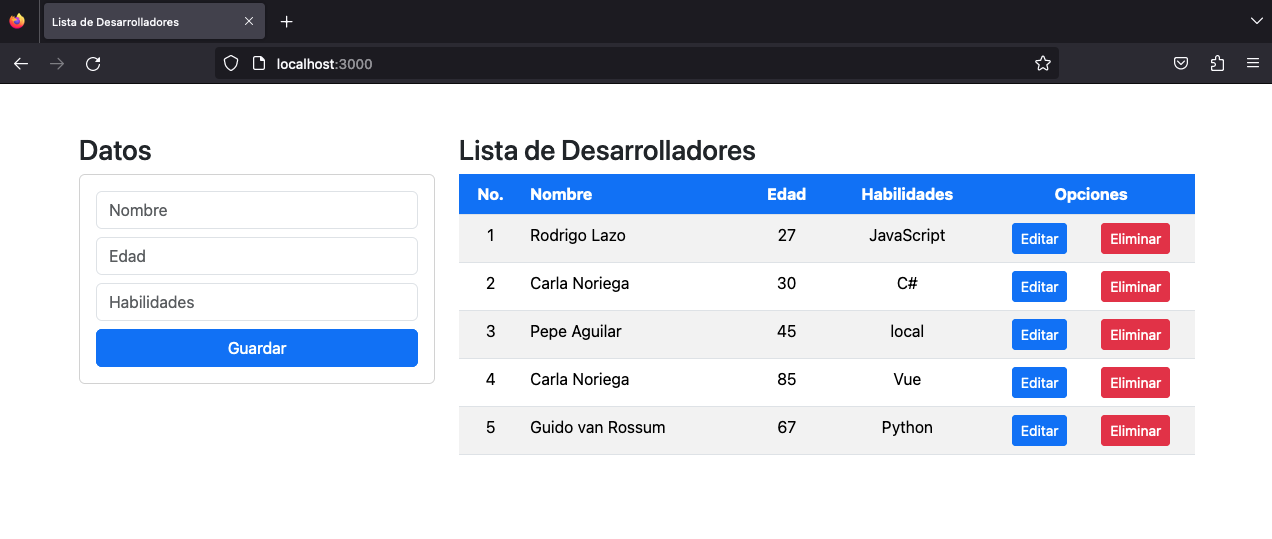 Lista de Desarrolladores
localhost:3000
Datos
Nombre
Edad
Habilidades
Guardar
Lista de Desarrolladores
No. Nombre Edad Habilidades Opciones
1 Rodrigo Lazo 27 JavaScript Editar Eliminar
2 Carla Noriega 30 C# Editar Eliminar
3 Pepe Aguilar 45 local Editar Eliminar
4 Carla Noriega 85 Vue Editar Eliminar
5 Guido van Rossum 67 Python Editar Eliminar